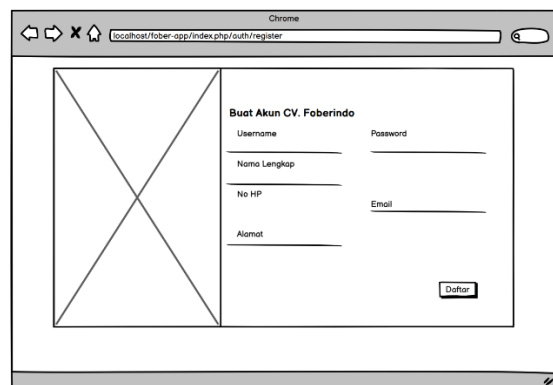 Chrome
localhost/fober-app/index.php/auth/register
Buat Akun CV. Foberindo
Username
Password
Nama Lengkap
No HP
Email
Alamat
Daftar